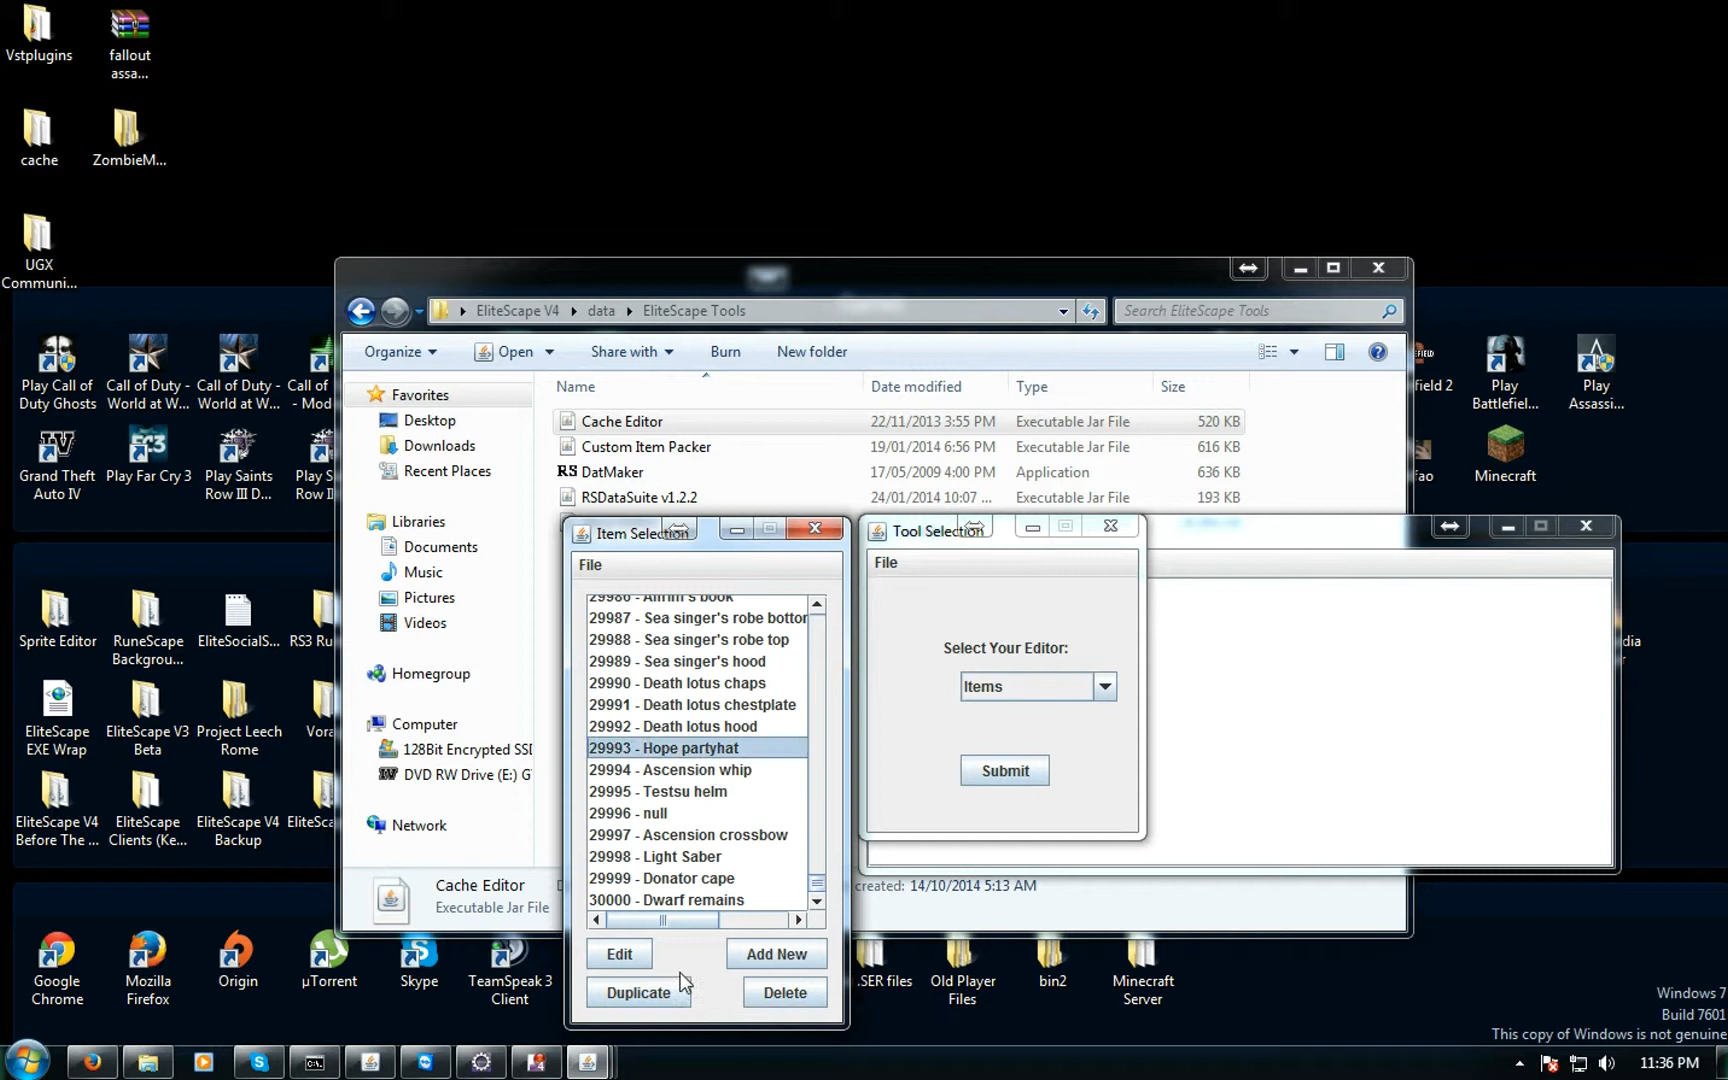 Vstplugins
fallout
assa...
cache
ZombieM...
UGX
Communi...
EliteScape V4
data
EliteScape Tools
Search EliteScape Tools
Organize
Open
Share with
Burn
New folder
Name
Date modified
Type
Size
Favorites
Desktop
Downloads
Recent Places
Libraries
Documents
Music
Pictures
Videos
Homegroup
Computer
128Bit Encrypted SSD
DVD RW Drive (E:) G
Network
Cache Editor
22/11/2013 3:55 PM
Executable Jar File
520 KB
Custom Item Packer
19/01/2014 6:56 PM
Executable Jar File
616 KB
RS DatMaker
17/05/2009 4:00 PM
Application
636 KB
RSDataSuite v1.2.2
24/01/2014 10:07 ...
Executable Jar File
193 KB
Play Call of
Duty Ghosts
Call of Duty -
World at W...
Call of Duty -
World at W...
Call of
- Mod
IV
Grand Theft
Auto IV
FC3
Play Far Cry 3
Play Saints
Row III D...
Play
Row
Sprite Editor
RuneScape
Backgrou...
EliteSocialS...
RS3 Ru
EliteScape
EXE Wrap
EliteScape V3
Beta
Project Leech
Rome
Vora
EliteScape V4
Before The ...
EliteScape
Clients (Ke...
EliteScape V4
Backup
EliteSc
Item Selection
File
29986 - Ahrim's book
29987 - Sea singer's robe bottor
29988 - Sea singer's robe top
29989 - Sea singer's hood
29990 - Death lotus chaps
29991 - Death lotus chestplate
29992 - Death lotus hood
29993 - Hope partyhat
29994 - Ascension whip
29995 - Testsu helm
29996 - null
29997 - Ascension crossbow
29998 - Light Saber
29999 - Donator cape
30000 - Dwarf remains
Edit
Add New
Duplicate
Delete
Tool Selection
File
Select Your Editor:
Items
Submit
Cache Editor
Executable Jar File
created: 14/10/2014 5:13 AM
field 2
Play
Battlefiel...
Play
Assassi...
fao
Minecraft
dia
Google
Chrome
Mozilla
Firefox
Origin
µTorrent
Skype
TeamSpeak 3
Client
.SER files
Old Player
Files
bin2
Minecraft
Server
Windows 7
Build 7601
This copy of Windows is not genuine
11:36 PM